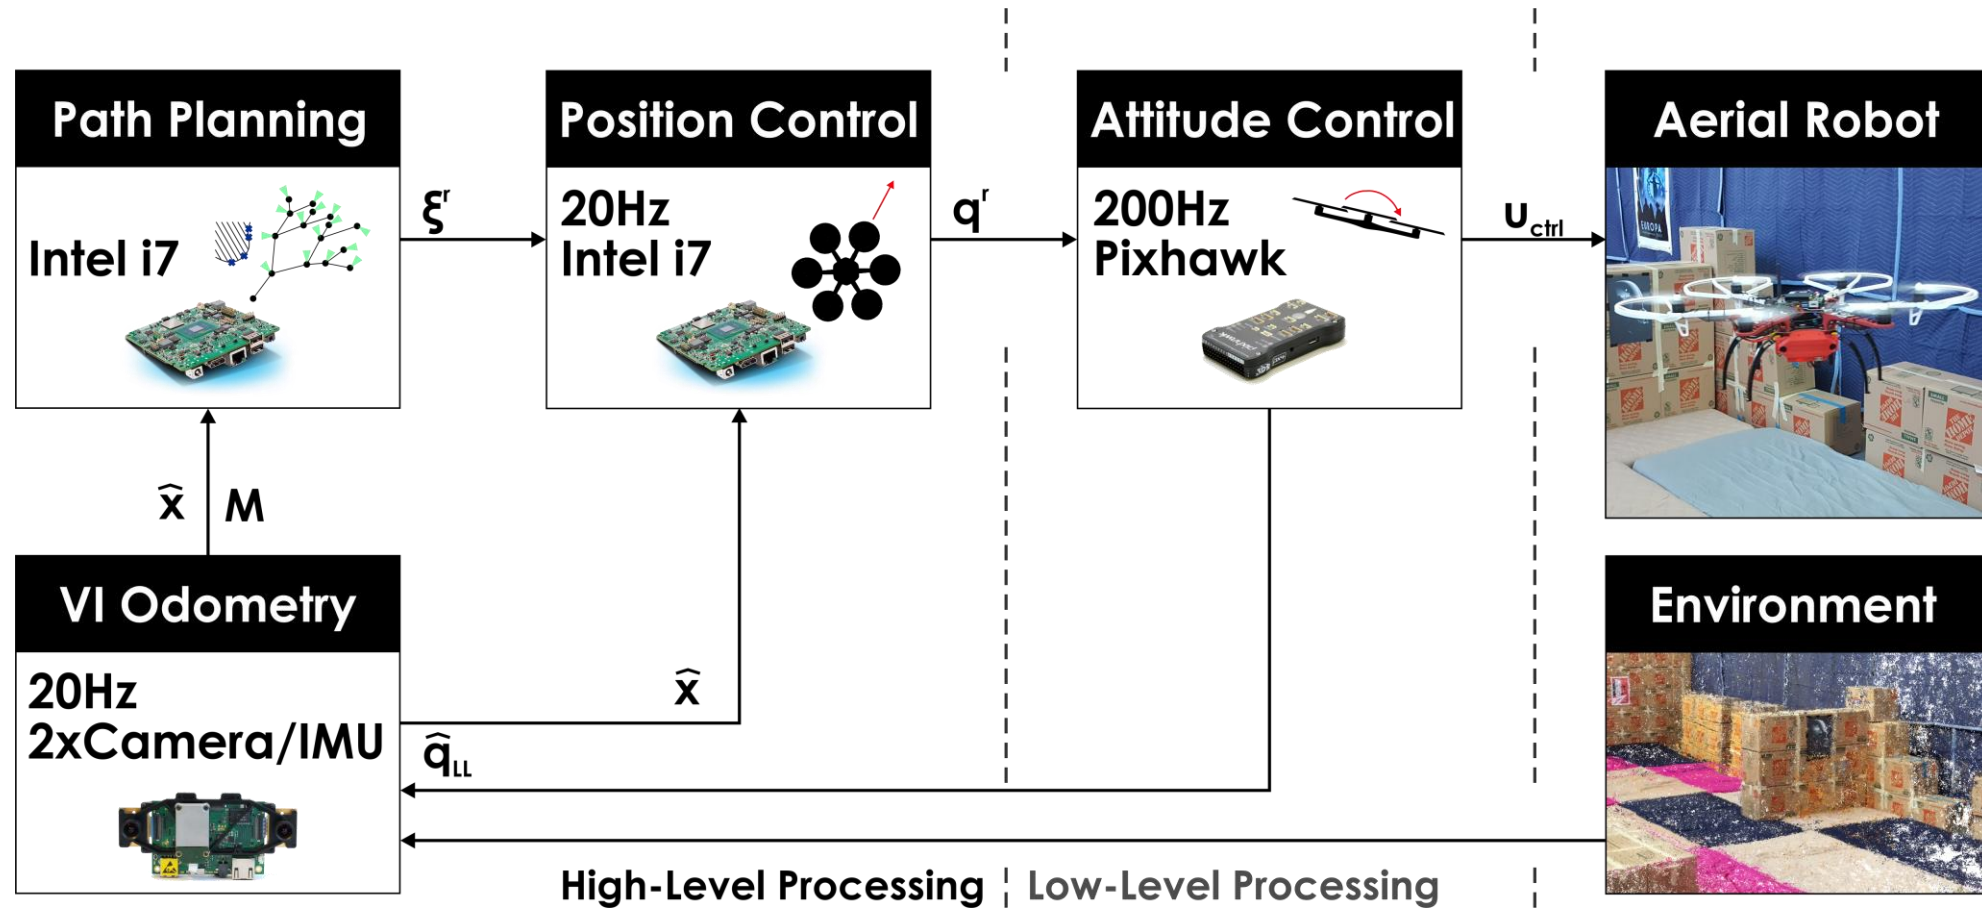 Path Planning
Intel i7
ξʳ
Position Control
20Hz
Intel i7
qʳ
Attitude Control
200Hz
Pixhawk
u_ctrl
Aerial Robot
EUROPA
x̂ M
VI Odometry
20Hz
2xCamera/IMU
x̂
q̂_LL
Environment
High-Level Processing
Low-Level Processing